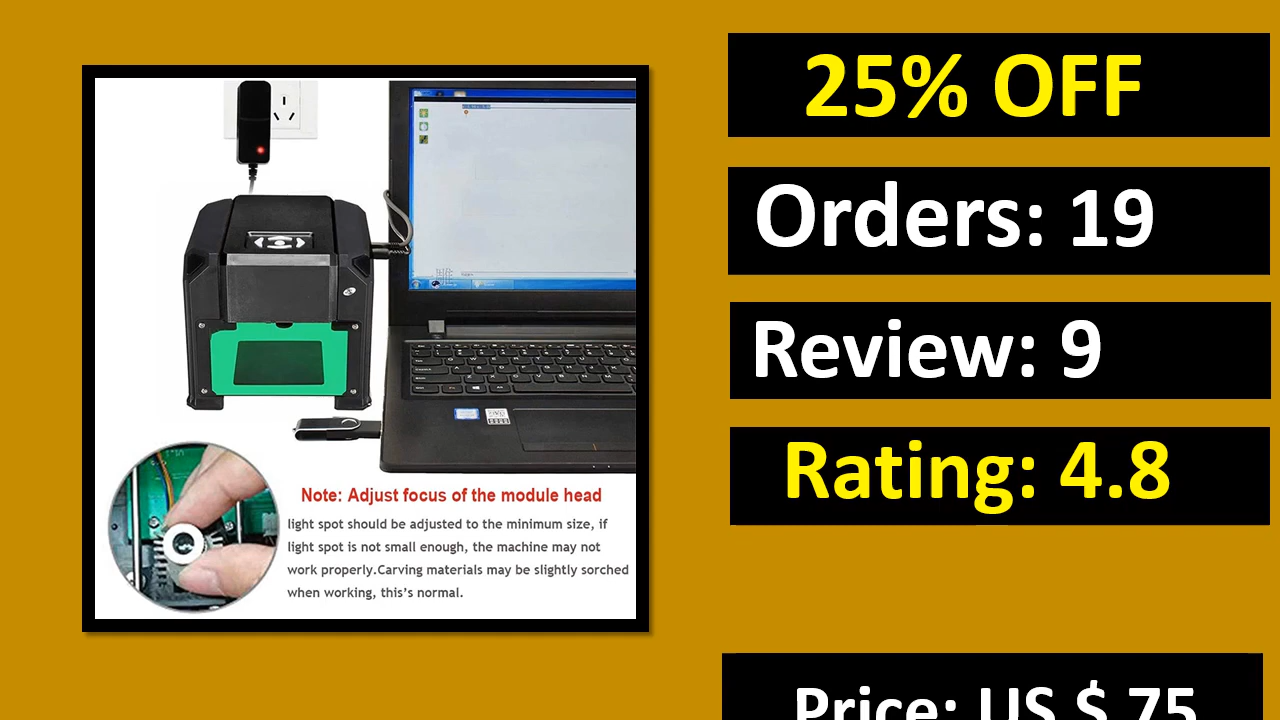 25% OFF
Orders: 19
Review: 9
Rating: 4.8
Note: Adjust focus of the module head
light spot should be adjusted to the minimum size, if
light spot is not small enough, the machine may not
work properly.Carving materials may be slightly sorched
when working, this's normal.
Price: US $ 75